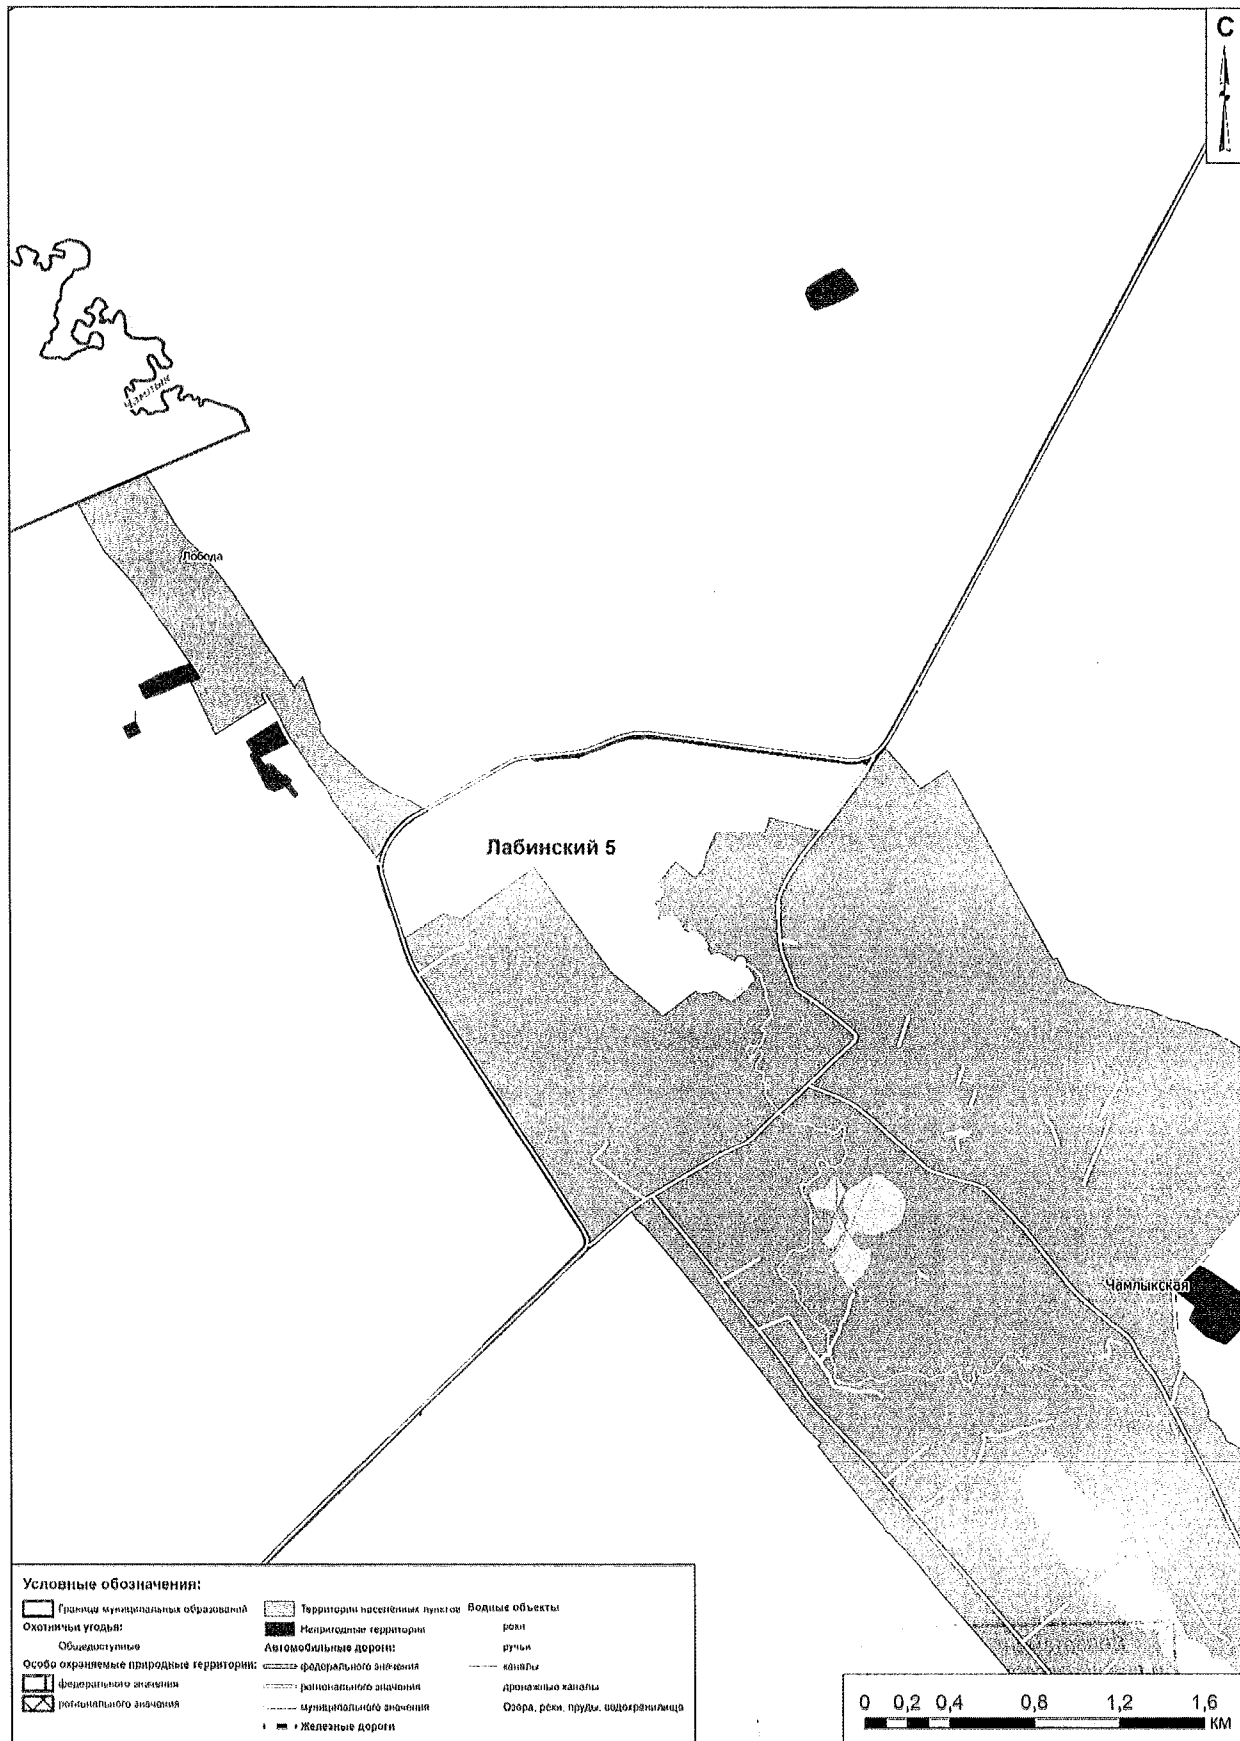 С
Чамлык
Лобода
Лабинский 5
Чамлыкская
Условные обозначения:
Границы муниципальных образований
Охотничьи угодья:
Общедоступные
Особо охраняемые природные территории:
федерального значения
регионального значения
Территории населённых пунктов
Непригодные территории
Автомобильные дороги:
федерального значения
регионального значения
муниципального значения
Железные дороги
Водные объекты
реки
ручьи
каналы
дренажные каналы
Озера, реки, пруды, водохранилища
0 0,2 0,4 0,8 1,2 1,6
КМ